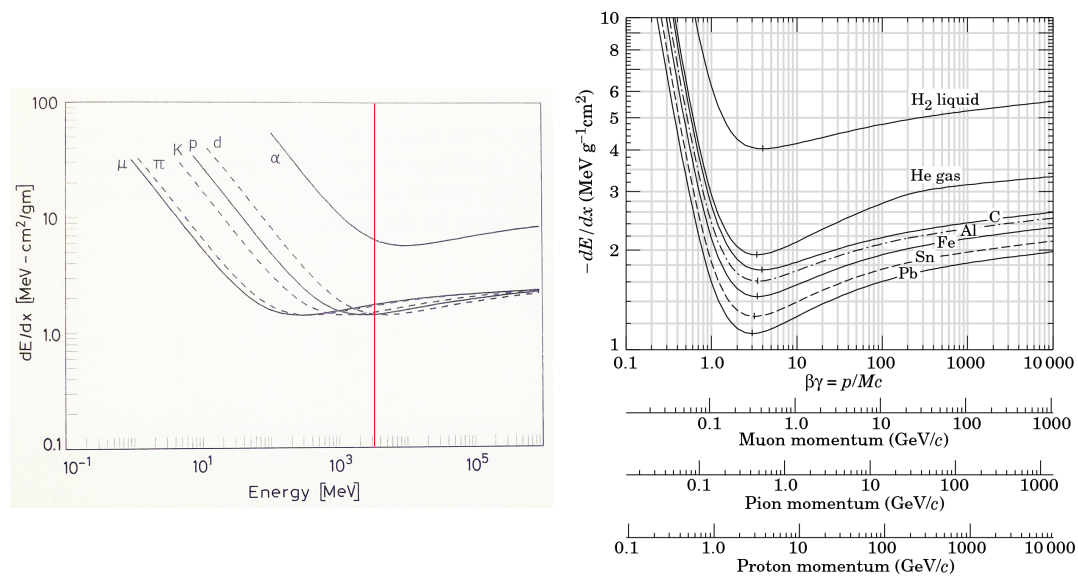 100
10
1.0
0.1
dE/dx [MeV – cm²/gm]
μ
π
K
p
d
α
10⁻¹ 10¹ 10³ 10⁵
Energy [MeV]
10
8
6
5
4
3
2
1
– dE/dx (MeV g⁻¹cm²)
H₂ liquid
He gas
C
Al
Fe
Sn
Pb
0.1 1.0 10 100 1000 10 000
βγ = p/Mc
0.1 1.0 10 100 1000
Muon momentum (GeV/c)
0.1 1.0 10 100 1000
Pion momentum (GeV/c)
0.1 1.0 10 100 1000 10 000
Proton momentum (GeV/c)